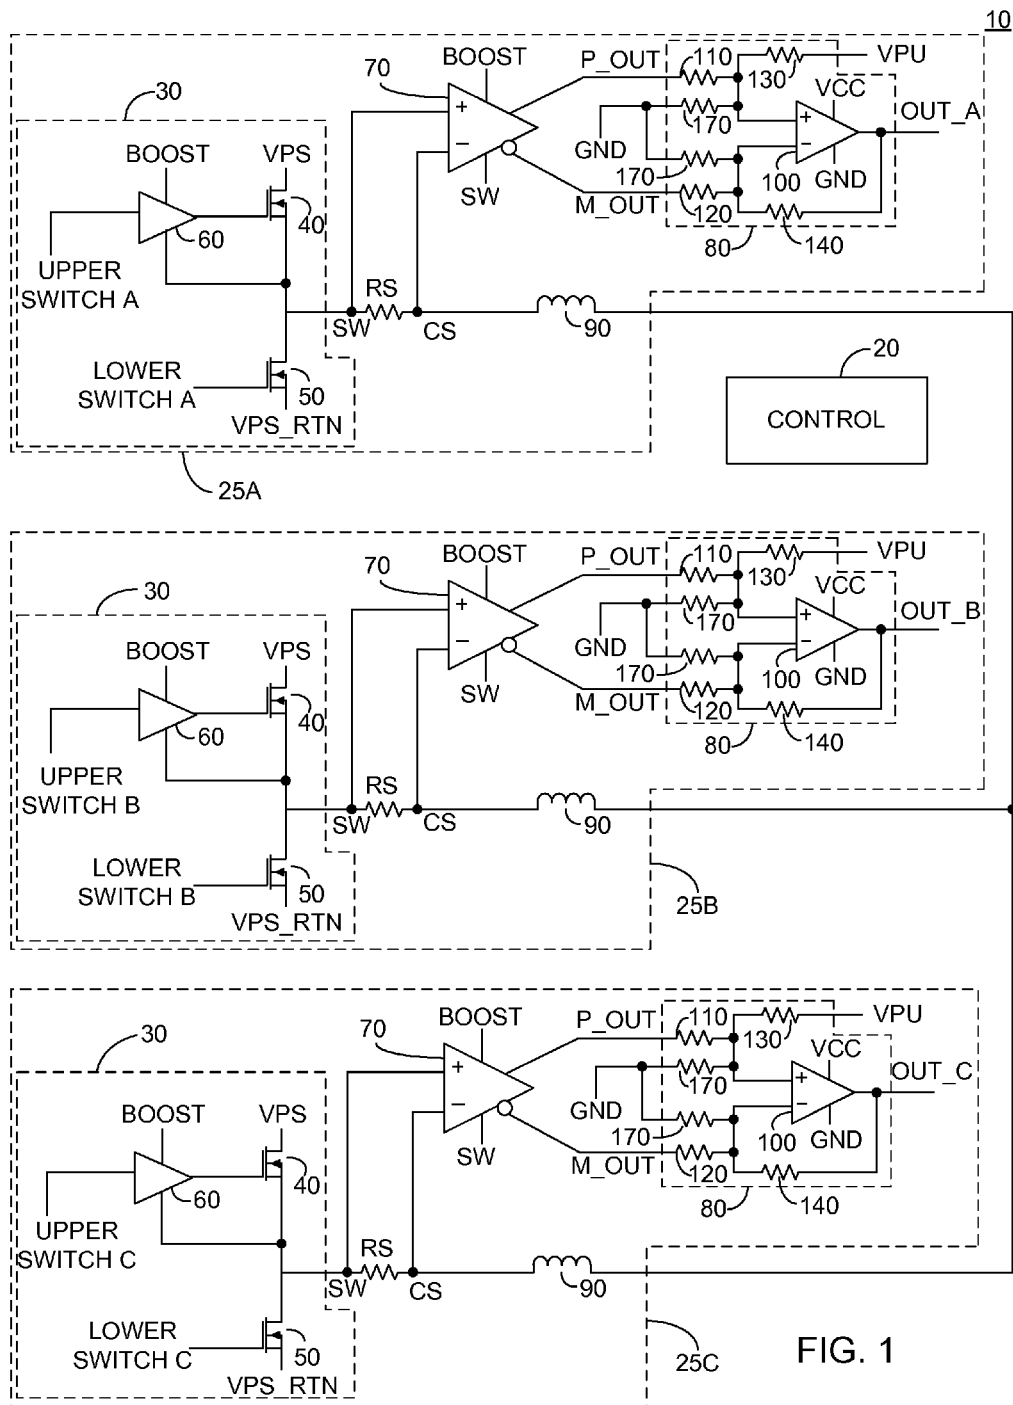 10
BOOST
P_OUT
110
VPU
70
130
VCC
OUT_A
30
+
170
+
BOOST
VPS
GND
−
−
100
GND
170
SW
M_OUT
120
40
60
80
140
UPPER
SWITCH A
RS
SW
CS
90
20
LOWER
SWITCH A
50
CONTROL
VPS_RTN
25A
BOOST
P_OUT
110
VPU
70
130
VCC
OUT_B
30
+
170
+
BOOST
VPS
GND
−
−
100
GND
170
SW
M_OUT
120
40
60
80
140
UPPER
SWITCH B
RS
SW
CS
90
LOWER
SWITCH B
50
25B
VPS_RTN
BOOST
P_OUT
110
VPU
70
130
VCC
OUT_C
30
+
170
+
BOOST
VPS
GND
−
−
100
GND
170
SW
M_OUT
120
40
60
80
140
UPPER
SWITCH C
RS
SW
CS
90
LOWER
SWITCH C
50
25C
FIG. 1
VPS_RTN